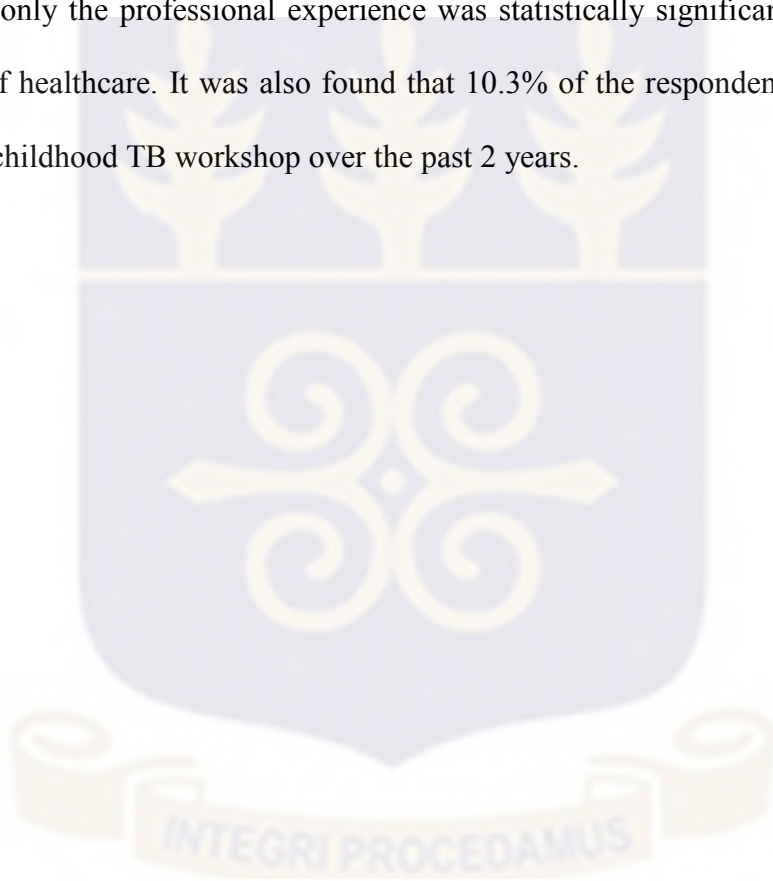 only the professional experience was statistically significan
f healthcare. It was also found that 10.3% of the responden
childhood TB workshop over the past 2 years.
INTEGRI PROCEDAMUS